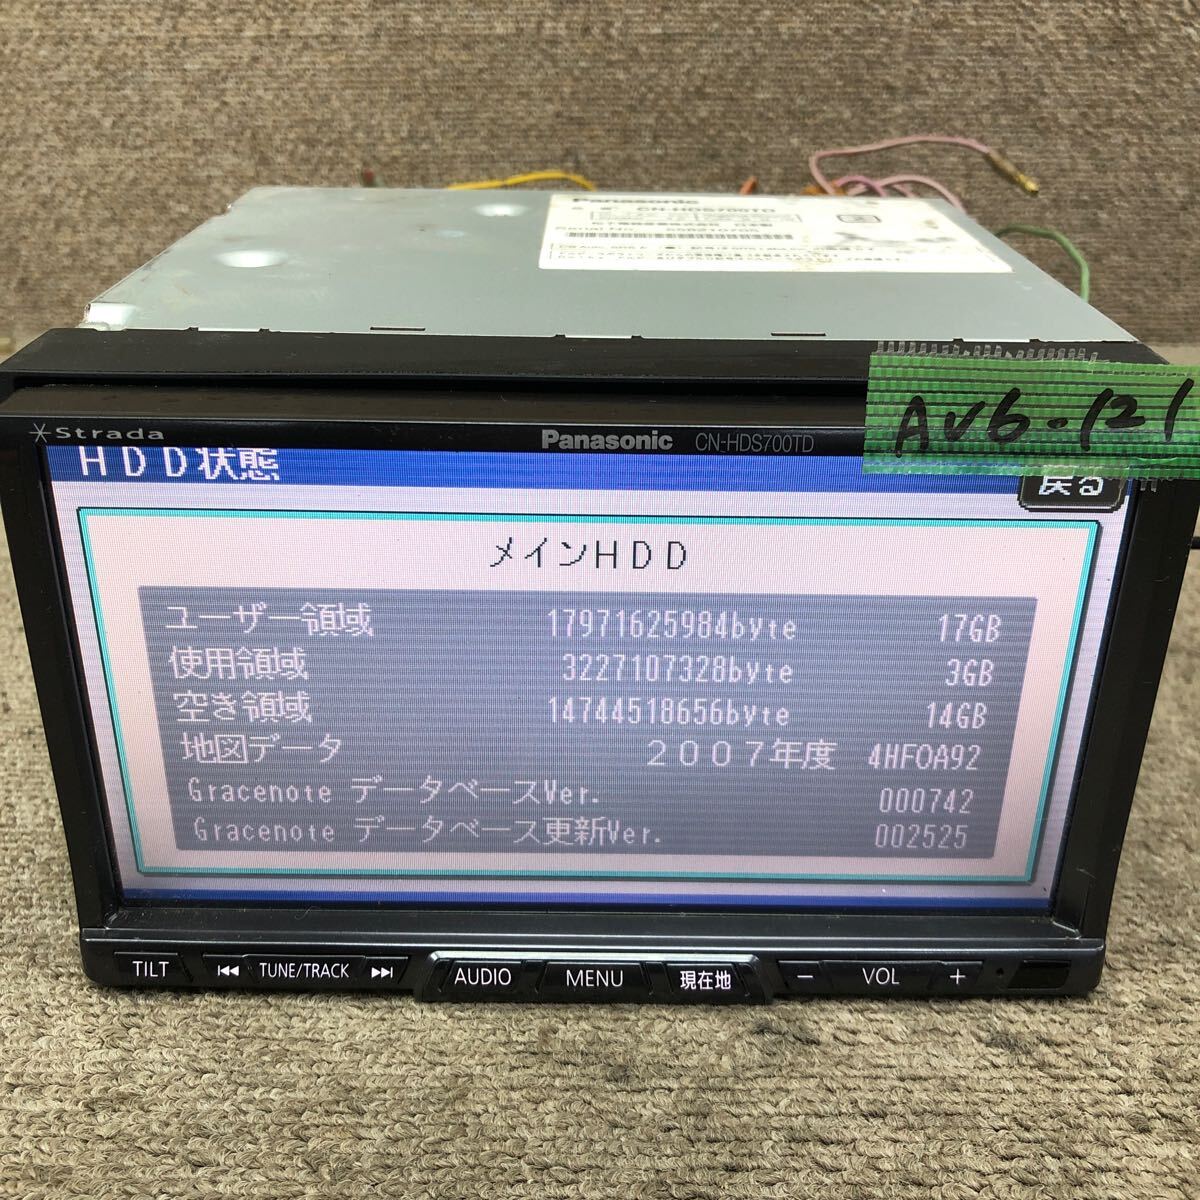 Panasonic
CN-HDS700TD
AV6-121
Strada
Panasonic CN-HDS700TD
HDD状態
戻る
メインHDD
ユーザー領域 17971625984byte 17GB
使用領域 3227107328byte 3GB
空き領域 14744518656byte 14GB
地図データ 2007年度 4HFOA92
Gracenote データベースVer. 000742
Gracenote データベース更新Ver. 002525
TILT TUNE/TRACK AUDIO MENU 現在地 − VOL +